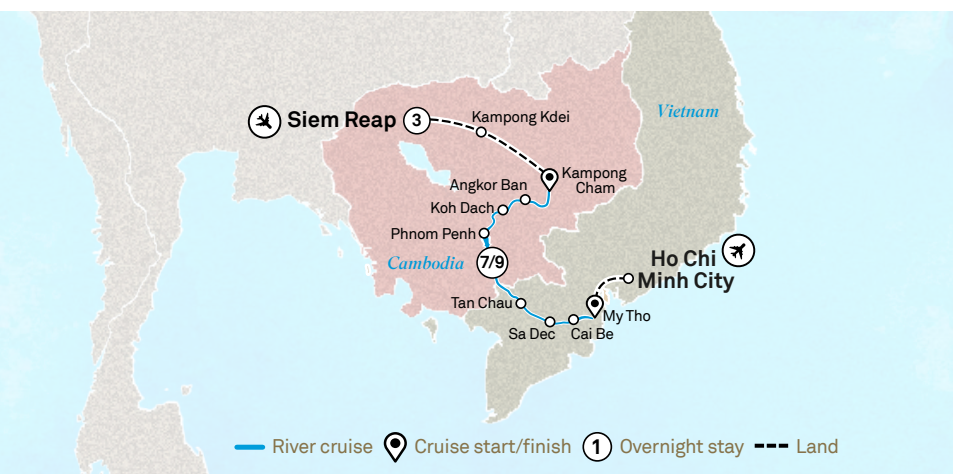 Vietnam
Siem Reap
3
Kampong Kdei
Kampong
Cham
Angkor Ban
Koh Dach
Phnom Penh
Cambodia
7/9
Ho Chi
Minh City
Tan Chau
My Tho
Sa Dec
Cai Be
River cruise
Cruise start/finish
1
Overnight stay
Land